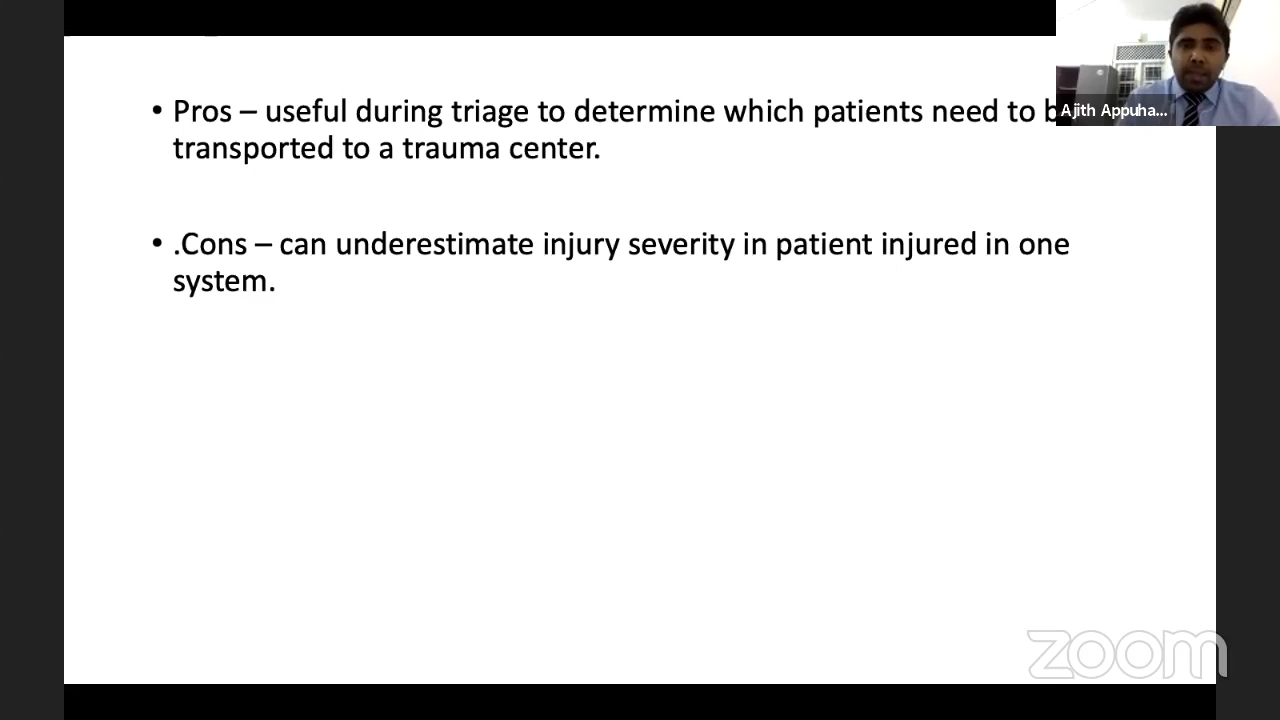 • Pros – useful during triage to determine which patients need to b
transported to a trauma center.
• .Cons – can underestimate injury severity in patient injured in one
system.
Ajith Appuha...
zoom